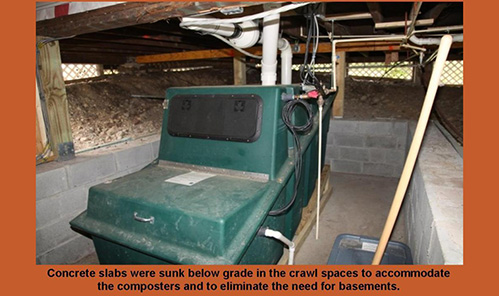 Concrete slabs were sunk below grade in the crawl spaces to accommodate
the composters and to eliminate the need for basements.